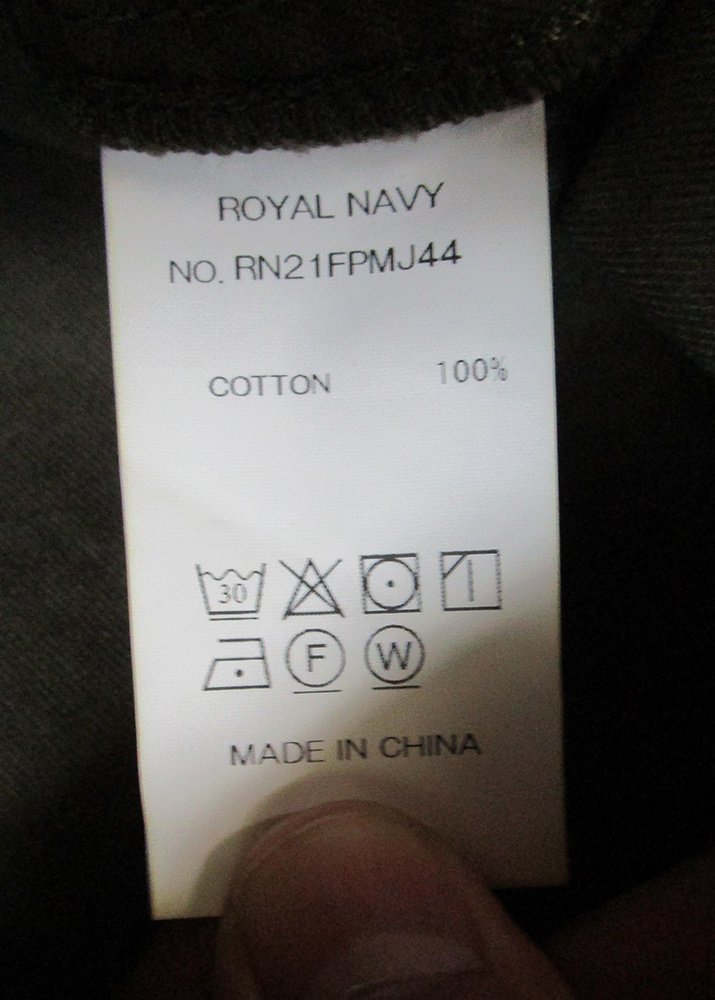 ROYAL NAVY
NO. RN21FPMJ44
COTTON 100%
30
F W
MADE IN CHINA